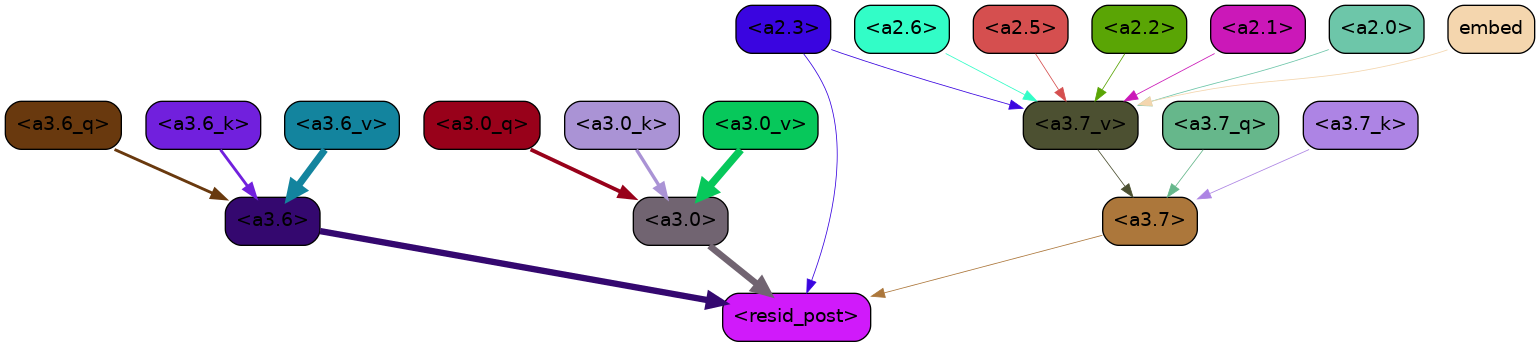 <a2.3>
<a2.6>
<a2.5>
<a2.2>
<a2.1>
<a2.0>
embed
<a3.6_q>
<a3.6_k>
<a3.6_v>
<a3.0_q>
<a3.0_k>
<a3.0_v>
<a3.7_v>
<a3.7_q>
<a3.7_k>
<a3.6>
<a3.0>
<a3.7>
<resid_post>